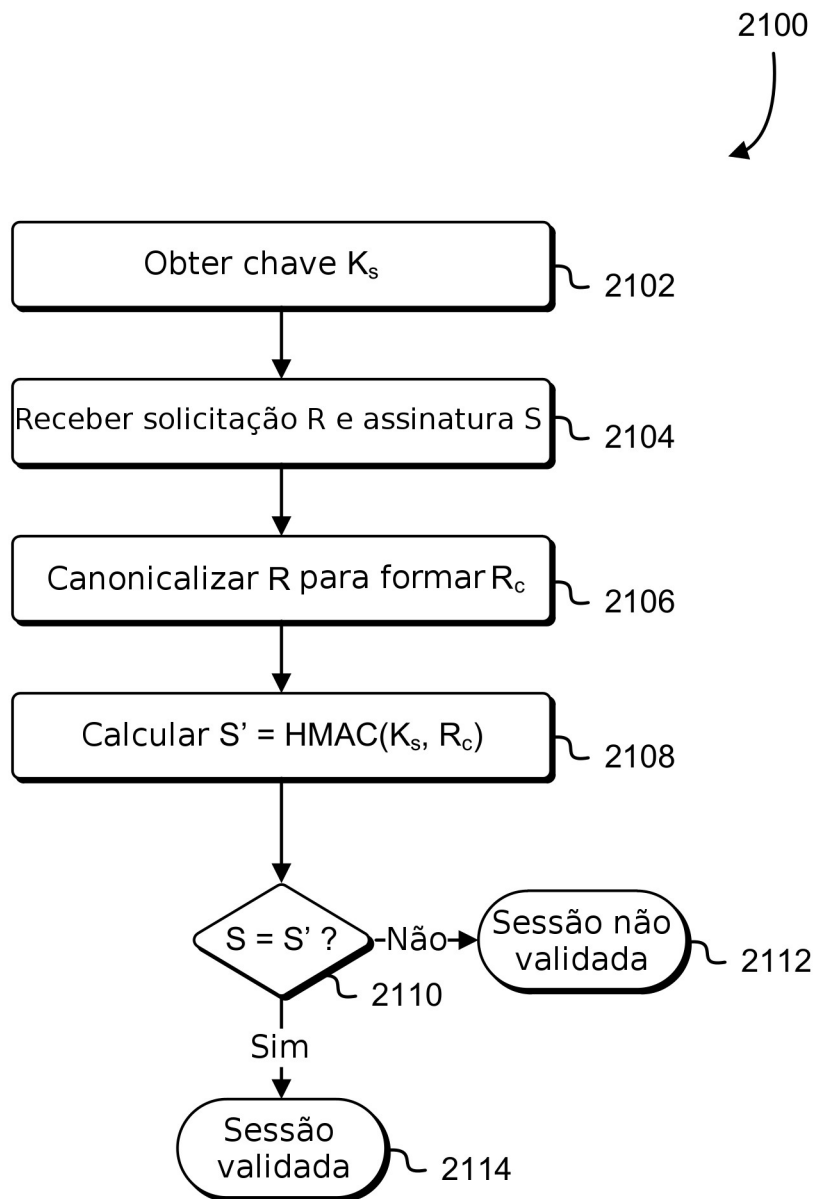 2100
Obter chave Ks
2102
Receber solicitação R e assinatura S
2104
Canonicalizar R para formar Rc
2106
Calcular S’ = HMAC(Ks, Rc)
2108
S = S’ ?
Não
Sessão não
validada
2112
2110
Sim
Sessão
validada
2114